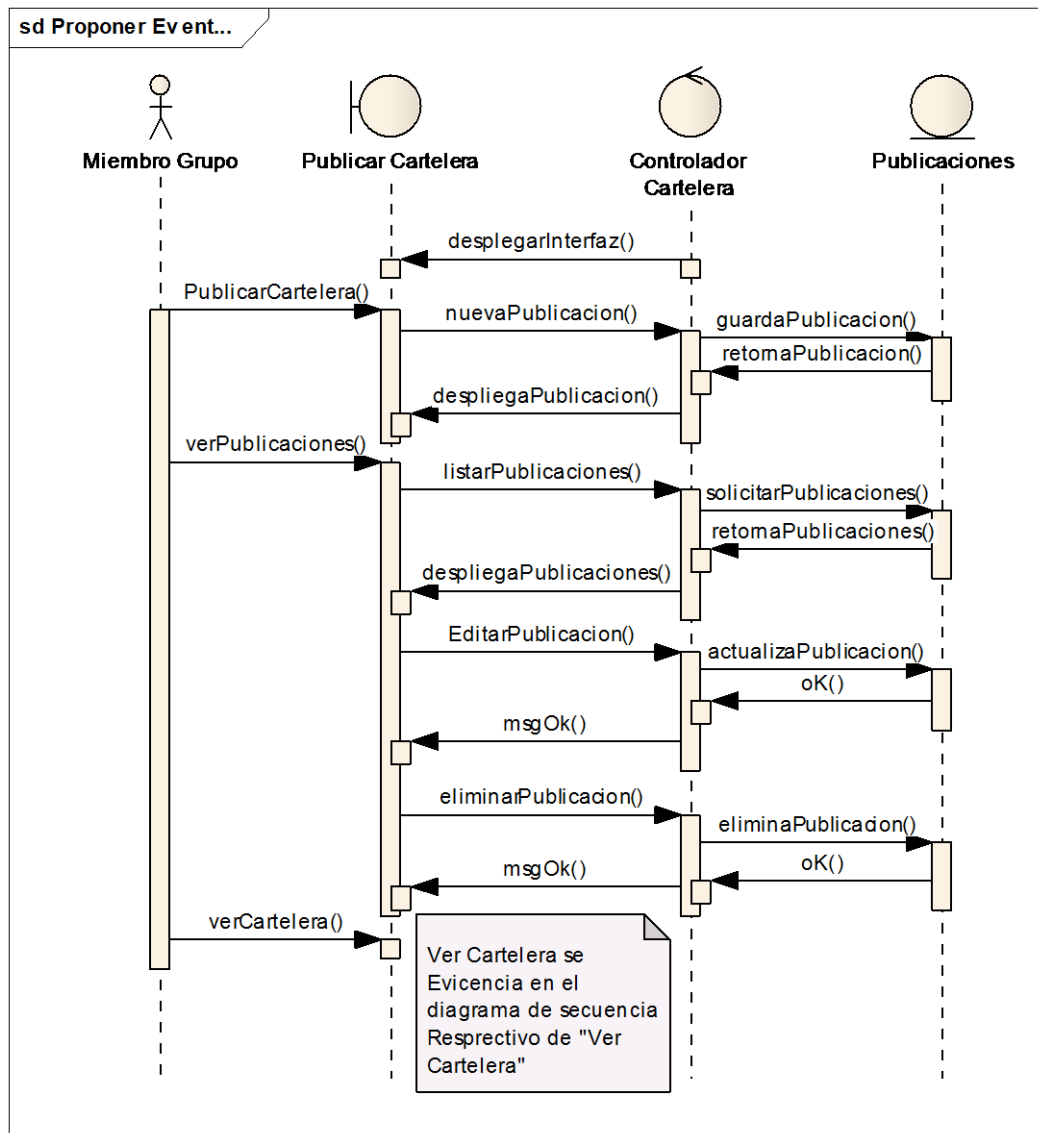 sd Proponer Event...
Miembro Grupo
Publicar Cartelera
Controlador
Cartelera
Publicaciones
desplegarInterfaz()
PublicarCartelera()
nuevaPublicacion()
guardaPublicacion()
retornaPublicacion()
despliegaPublicacion()
verPublicaciones()
listarPublicaciones()
solicitarPublicaciones()
retornaPublicaciones()
despliegaPublicaciones()
EditarPublicacion()
actualizaPublicacion()
oK()
msgOk()
eliminarPublicacion()
eliminaPublicacion()
oK()
msgOk()
verCartelera()
Ver Cartelera se
Evicencia en el
diagrama de secuencia
Resprectivo de "Ver
Cartelera"